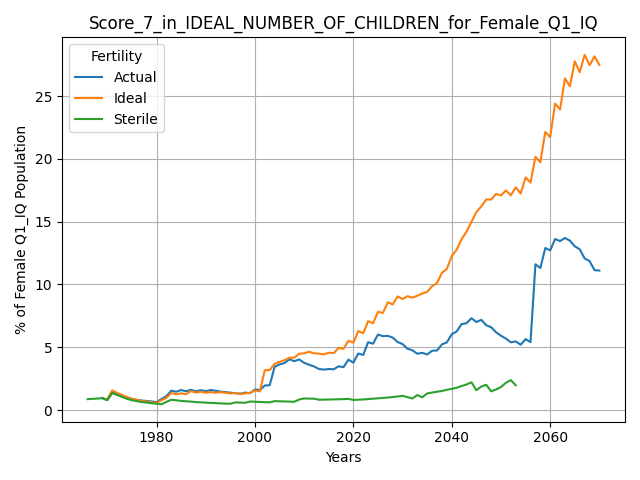 Score_7_in_IDEAL_NUMBER_OF_CHILDREN_for_Female_Q1_IQ
Fertility
Actual
Ideal
Sterile
% of Female Q1_IQ Population
25
20
15
10
5
0
1980
2000
2020
2040
2060
Years